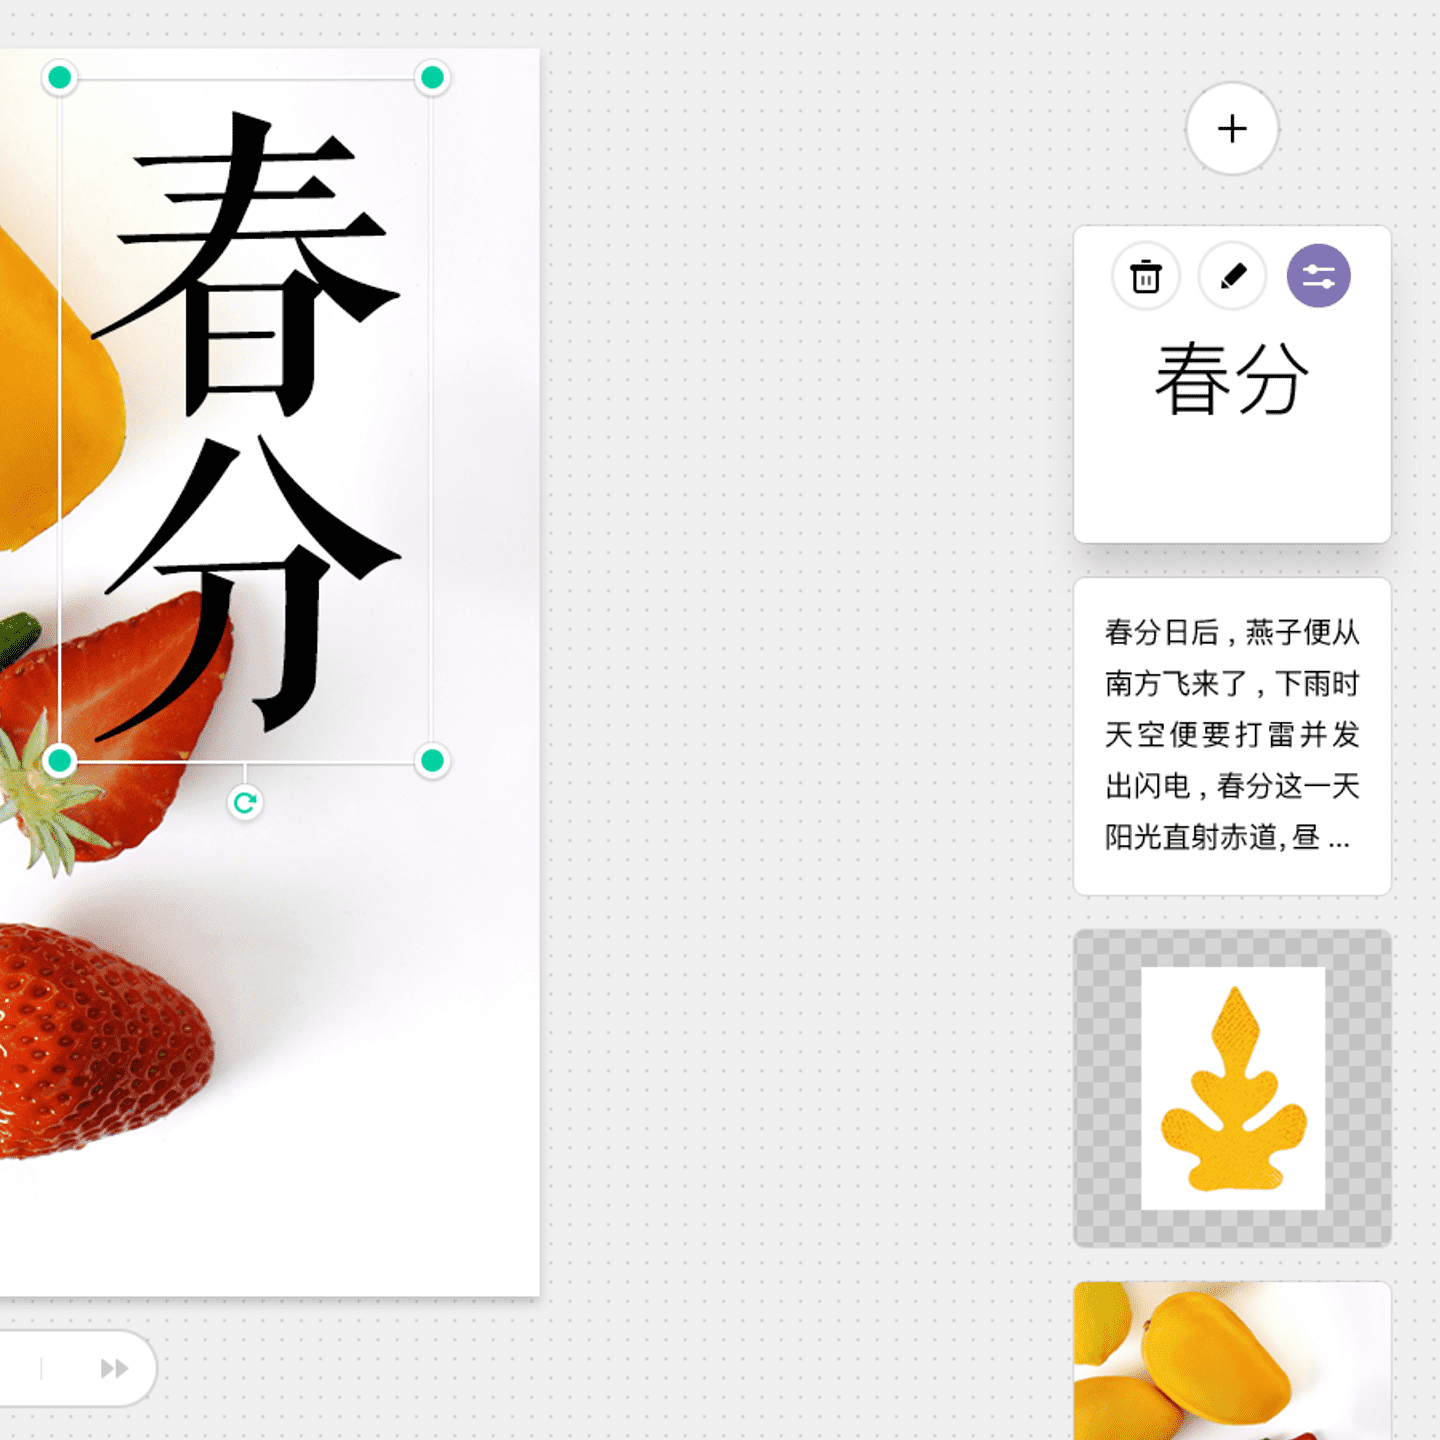 春分
春分
春分日后，燕子便从
南方飞来了，下雨时
天空便要打雷并发
出闪电，春分这一天
阳光直射赤道,昼 ...